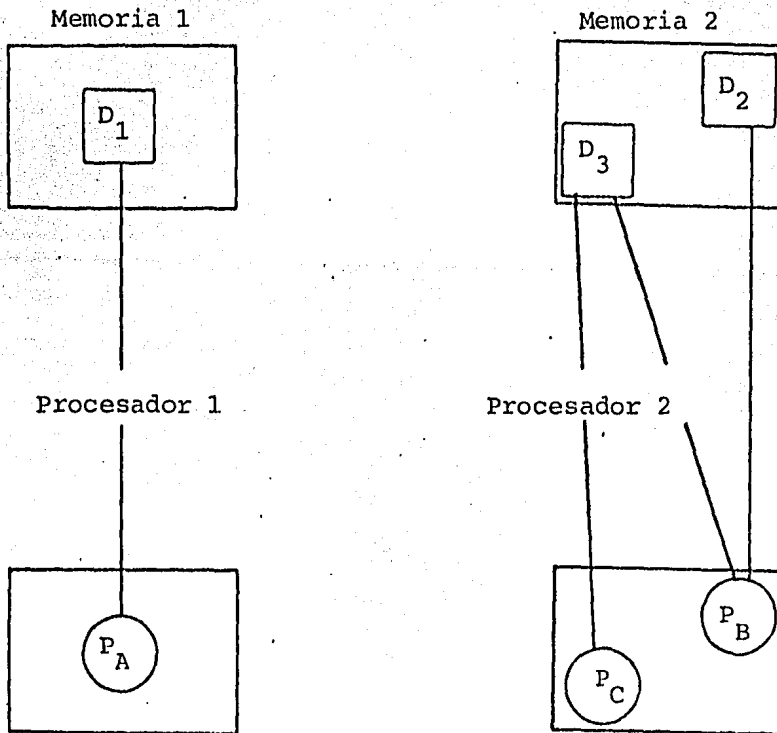 Memoria 1
Memoria 2
D1
D2
D3
Procesador 1
Procesador 2
PA
PB
PC